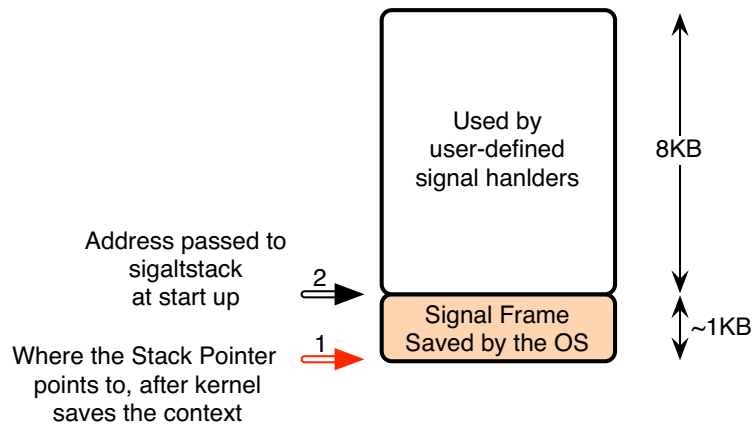 Used by
user-defined
signal hanlders
8KB
Address passed to
sigaltstack
at start up
2
Signal Frame
Saved by the OS
~1KB
Where the Stack Pointer
points to, after kernel
saves the context
1